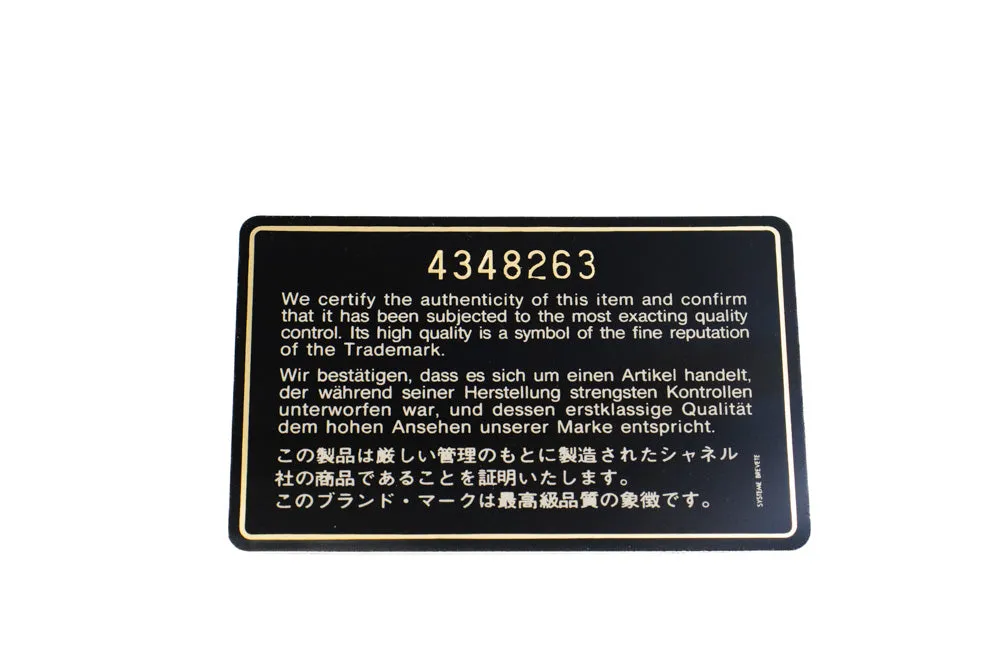 4348263
We certify the authenticity of this item and confirm
that it has been subjected to the most exacting quality
control. Its high quality is a symbol of the fine reputation
of the Trademark.
Wir bestätigen, dass es sich um einen Artikel handelt,
der während seiner Herstellung strengsten Kontrollen
unterworfen war, und dessen erstklassige Qualität
dem hohen Ansehen unserer Marke entspricht.
この製品は厳しい管理のもとに製造されたシャネル
社の商品であることを証明いたします。
このブランド・マークは最高級品質の象徴です。
SYSTEME BREVETE